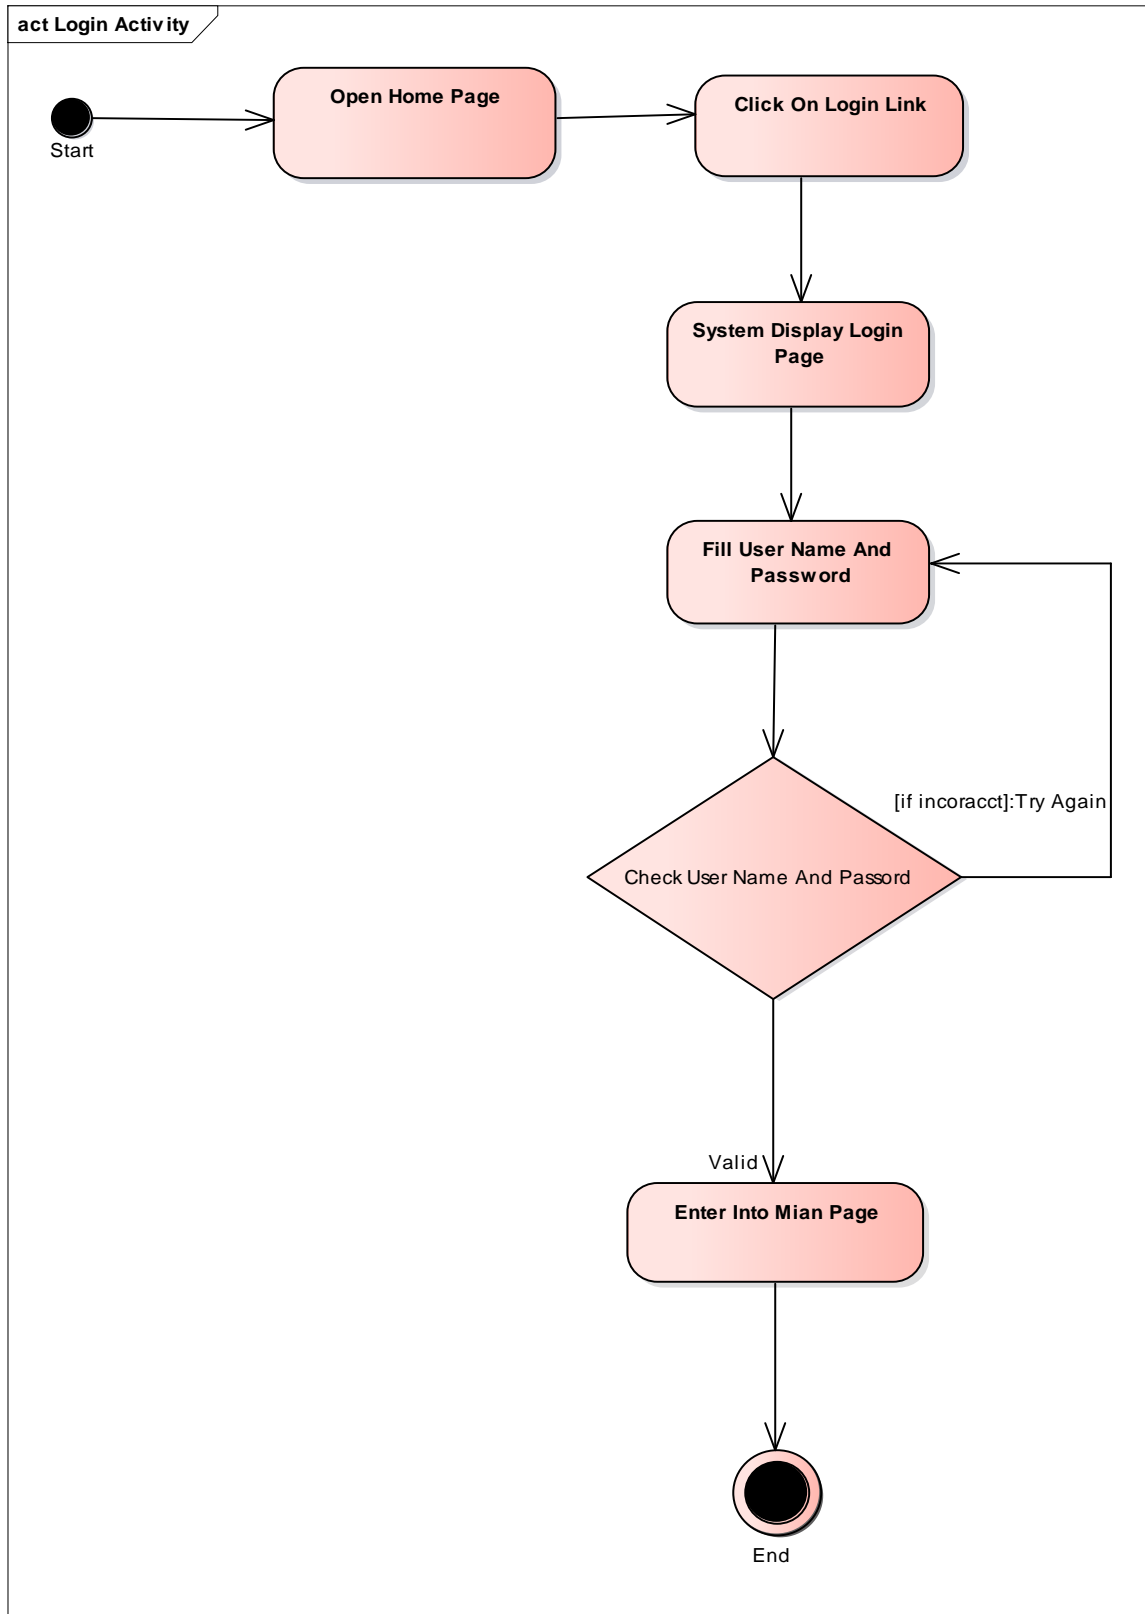 act Login Activity
Start
Open Home Page
Click On Login Link
System Display Login
Page
Fill User Name And
Password
[if incoracct]:Try Again
Check User Name And Passord
Valid
Enter Into Mian Page
End